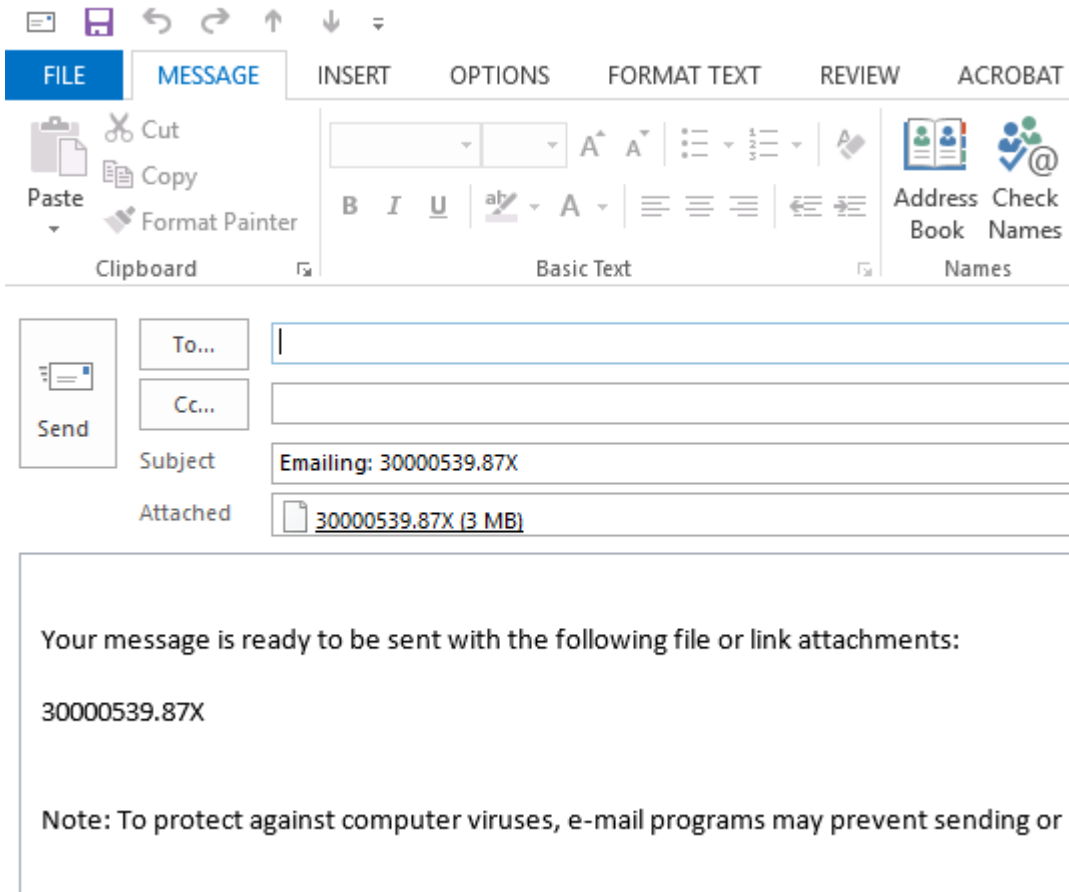 FILE MESSAGE INSERT OPTIONS FORMAT TEXT REVIEW ACROBAT
Paste
Cut
Copy
Format Painter
Clipboard
B I U aby A
A A
Basic Text
Address Book
Check Names
Names
Send
To...
Cc...
Subject Emailing: 30000539.87X
Attached 30000539.87X (3 MB)
Your message is ready to be sent with the following file or link attachments:
30000539.87X
Note: To protect against computer viruses, e-mail programs may prevent sending or